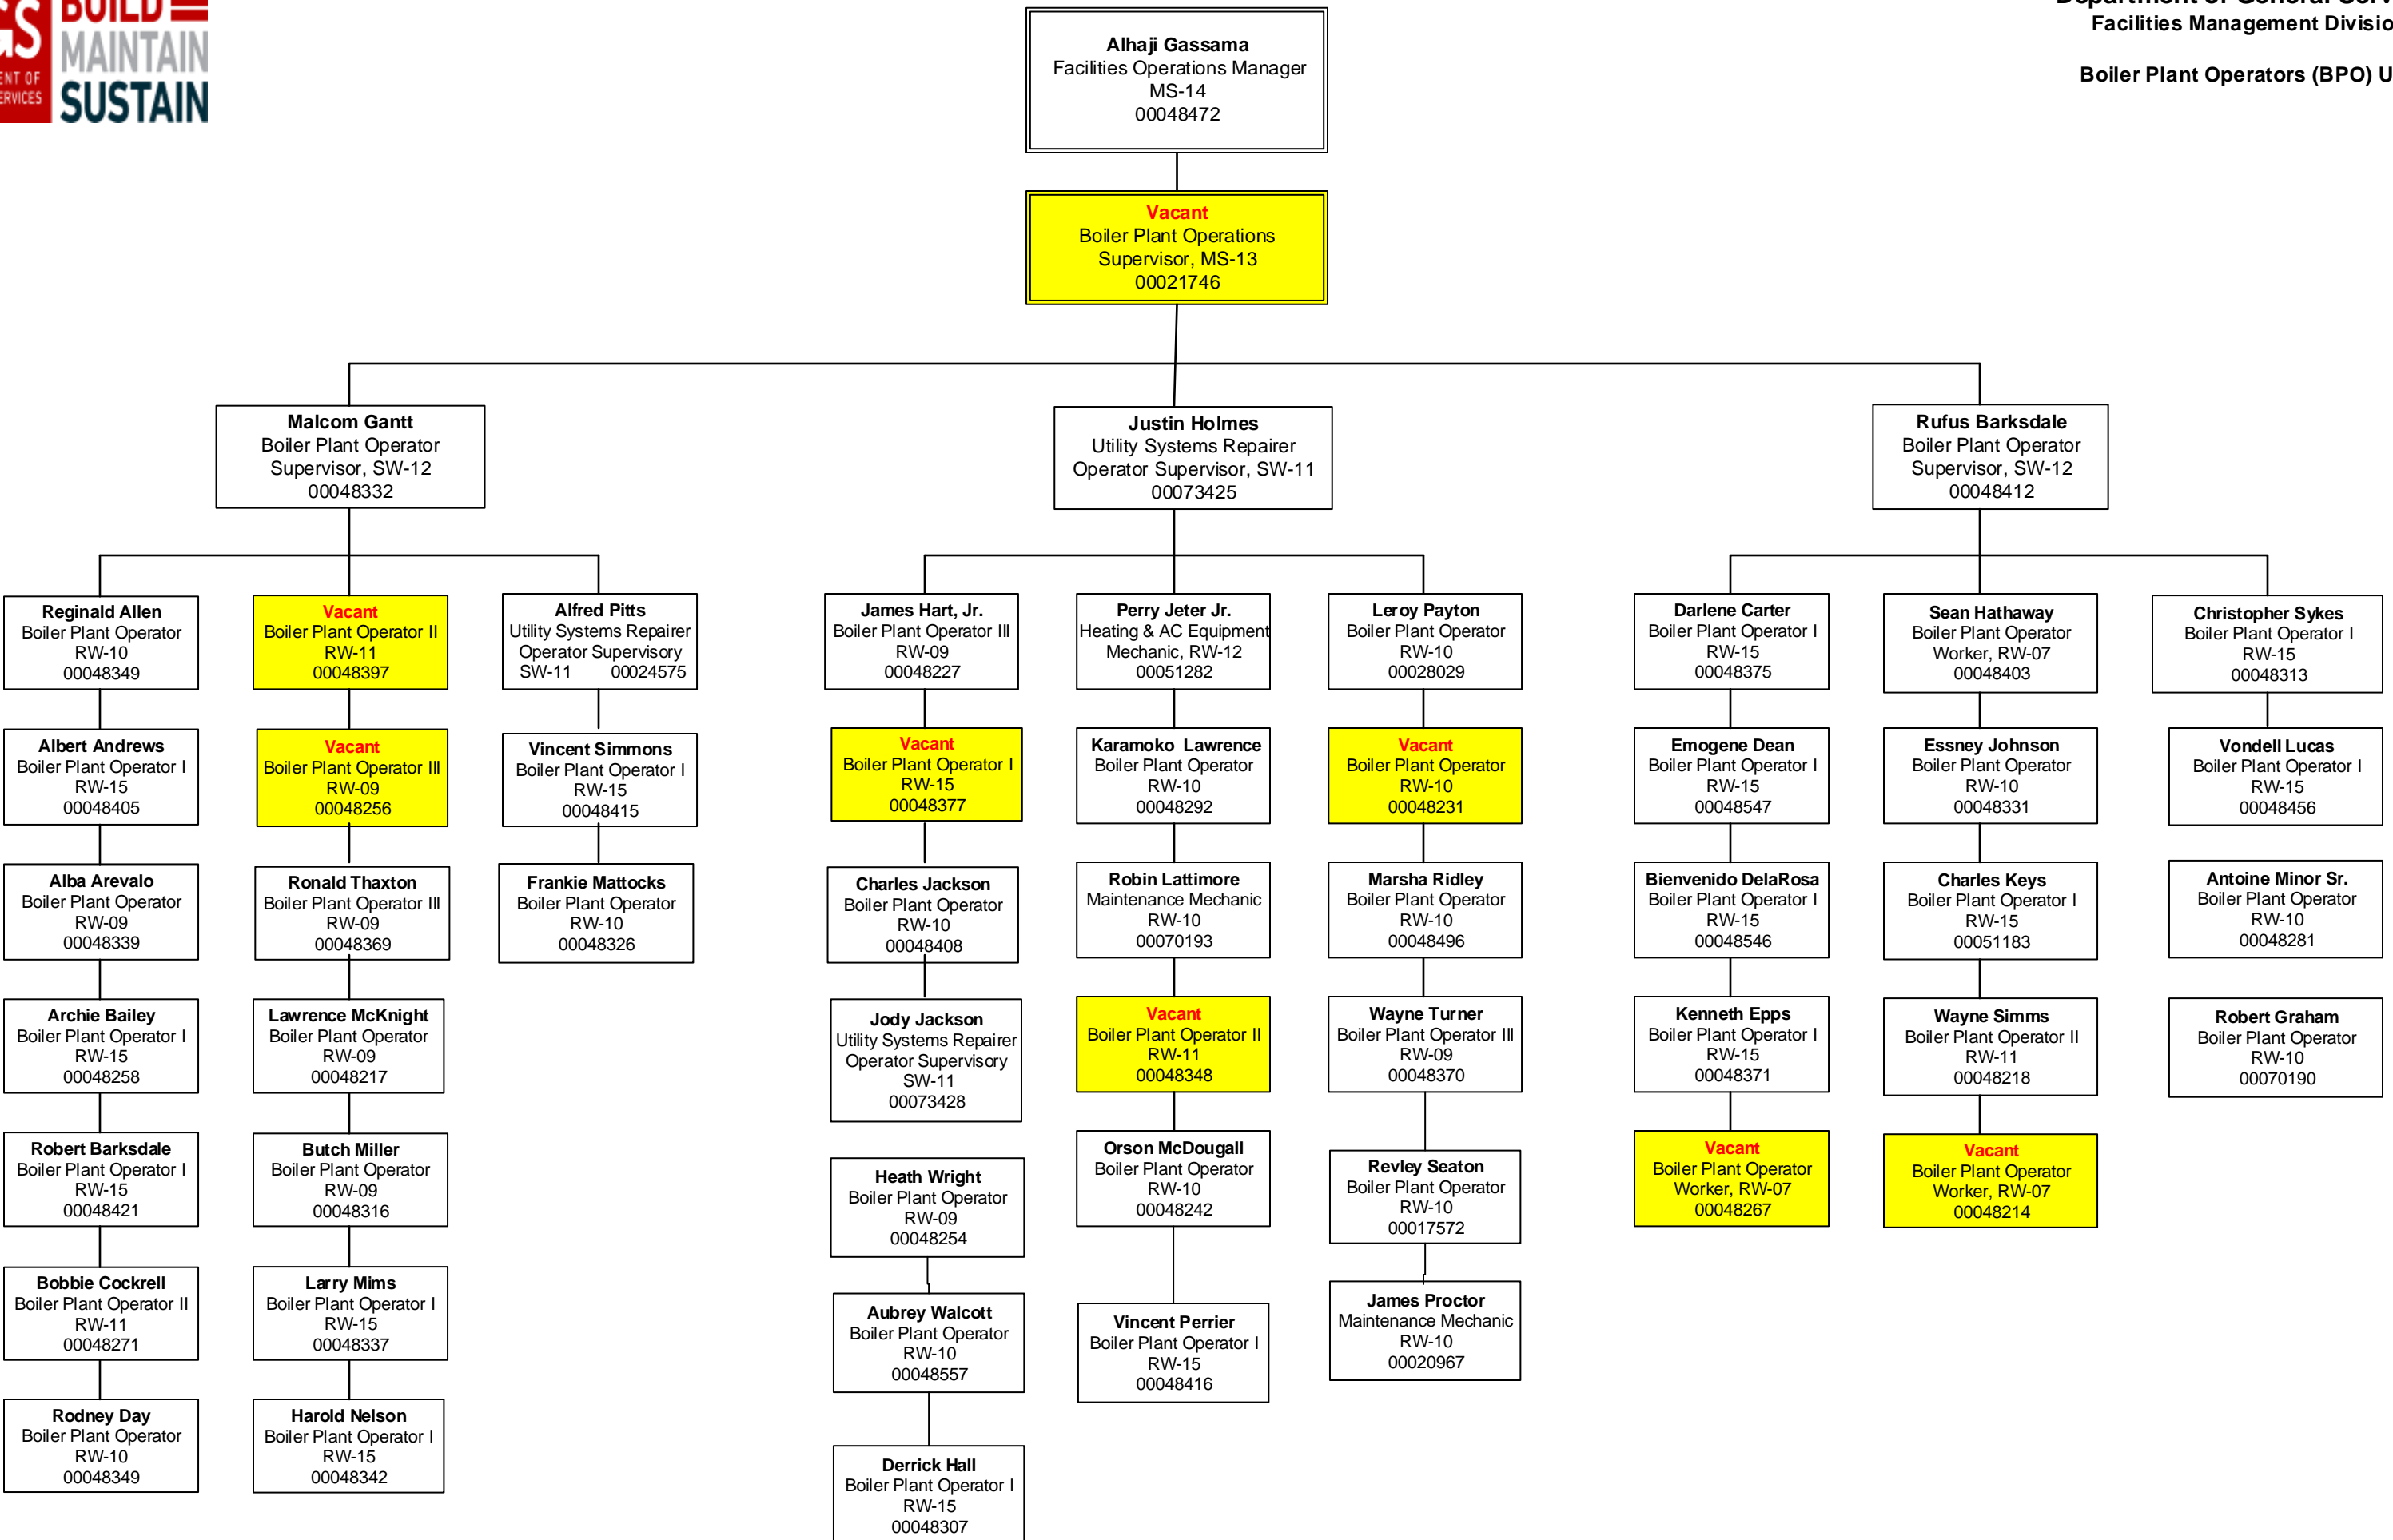 GS
BUILD
MAINTAIN
SUSTAIN
ENT OF
ERVICES
Department of General Serv
Facilities Management Divisio
Boiler Plant Operators (BPO) U
Alhaji Gassama
Facilities Operations Manager
MS-14
00048472
Vacant
Boiler Plant Operations
Supervisor, MS-13
00021746
Malcom Gantt
Boiler Plant Operator
Supervisor, SW-12
00048332
Justin Holmes
Utility Systems Repairer
Operator Supervisor, SW-11
00073425
Rufus Barksdale
Boiler Plant Operator
Supervisor, SW-12
00048412
Reginald Allen
Boiler Plant Operator
RW-10
00048349
Albert Andrews
Boiler Plant Operator I
RW-15
00048405
Alba Arevalo
Boiler Plant Operator
RW-09
00048339
Archie Bailey
Boiler Plant Operator I
RW-15
00048258
Robert Barksdale
Boiler Plant Operator I
RW-15
00048421
Bobbie Cockrell
Boiler Plant Operator II
RW-11
00048271
Rodney Day
Boiler Plant Operator
RW-10
00048349
Vacant
Boiler Plant Operator II
RW-11
00048397
Vacant
Boiler Plant Operator III
RW-09
00048256
Ronald Thaxton
Boiler Plant Operator III
RW-09
00048369
Lawrence McKnight
Boiler Plant Operator
RW-09
00048217
Butch Miller
Boiler Plant Operator
RW-09
00048316
Larry Mims
Boiler Plant Operator I
RW-15
00048337
Harold Nelson
Boiler Plant Operator I
RW-15
00048342
Alfred Pitts
Utility Systems Repairer
Operator Supervisory
SW-11 00024575
Vincent Simmons
Boiler Plant Operator I
RW-15
00048415
Frankie Mattocks
Boiler Plant Operator
RW-10
00048326
James Hart, Jr.
Boiler Plant Operator III
RW-09
00048227
Vacant
Boiler Plant Operator I
RW-15
00048377
Charles Jackson
Boiler Plant Operator
RW-10
00048408
Jody Jackson
Utility Systems Repairer
Operator Supervisory
SW-11
00073428
Heath Wright
Boiler Plant Operator
RW-09
00048254
Aubrey Walcott
Boiler Plant Operator
RW-10
00048557
Derrick Hall
Boiler Plant Operator I
RW-15
00048307
Perry Jeter Jr.
Heating & AC Equipment
Mechanic, RW-12
00051282
Karamoko Lawrence
Boiler Plant Operator
RW-10
00048292
Robin Lattimore
Maintenance Mechanic
RW-10
00070193
Vacant
Boiler Plant Operator II
RW-11
00048348
Orson McDougall
Boiler Plant Operator
RW-10
00048242
Vincent Perrier
Boiler Plant Operator I
RW-15
00048416
Leroy Payton
Boiler Plant Operator
RW-10
00028029
Vacant
Boiler Plant Operator
RW-10
00048231
Marsha Ridley
Boiler Plant Operator
RW-10
00048496
Wayne Turner
Boiler Plant Operator III
RW-09
00048370
Revley Seaton
Boiler Plant Operator
RW-10
00017572
James Proctor
Maintenance Mechanic
RW-10
00020967
Darlene Carter
Boiler Plant Operator I
RW-15
00048375
Emogene Dean
Boiler Plant Operator I
RW-15
00048547
Bienvenido DelaRosa
Boiler Plant Operator I
RW-15
00048546
Kenneth Epps
Boiler Plant Operator I
RW-15
00048371
Vacant
Boiler Plant Operator
Worker, RW-07
00048267
Sean Hathaway
Boiler Plant Operator
Worker, RW-07
00048403
Essney Johnson
Boiler Plant Operator
RW-10
00048331
Charles Keys
Boiler Plant Operator I
RW-15
00051183
Wayne Simms
Boiler Plant Operator II
RW-11
00048218
Vacant
Boiler Plant Operator
Worker, RW-07
00048214
Christopher Sykes
Boiler Plant Operator I
RW-15
00048313
Vondell Lucas
Boiler Plant Operator I
RW-15
00048456
Antoine Minor Sr.
Boiler Plant Operator
RW-10
00048281
Robert Graham
Boiler Plant Operator
RW-10
00070190